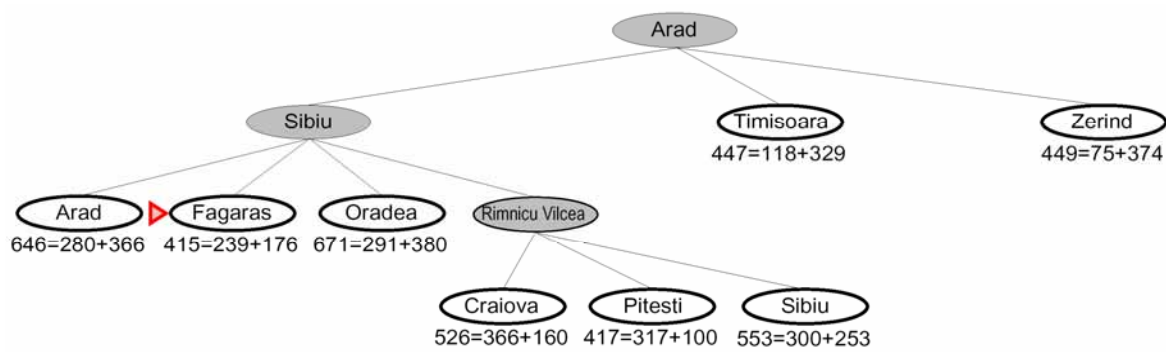 Arad
Sibiu
Timisoara
Zerind
447=118+329
449=75+374
Arad
Fagaras
Oradea
Rimnicu Vilcea
646=280+366
415=239+176
671=291+380
Craiova
Pitesti
Sibiu
526=366+160
417=317+100
553=300+253